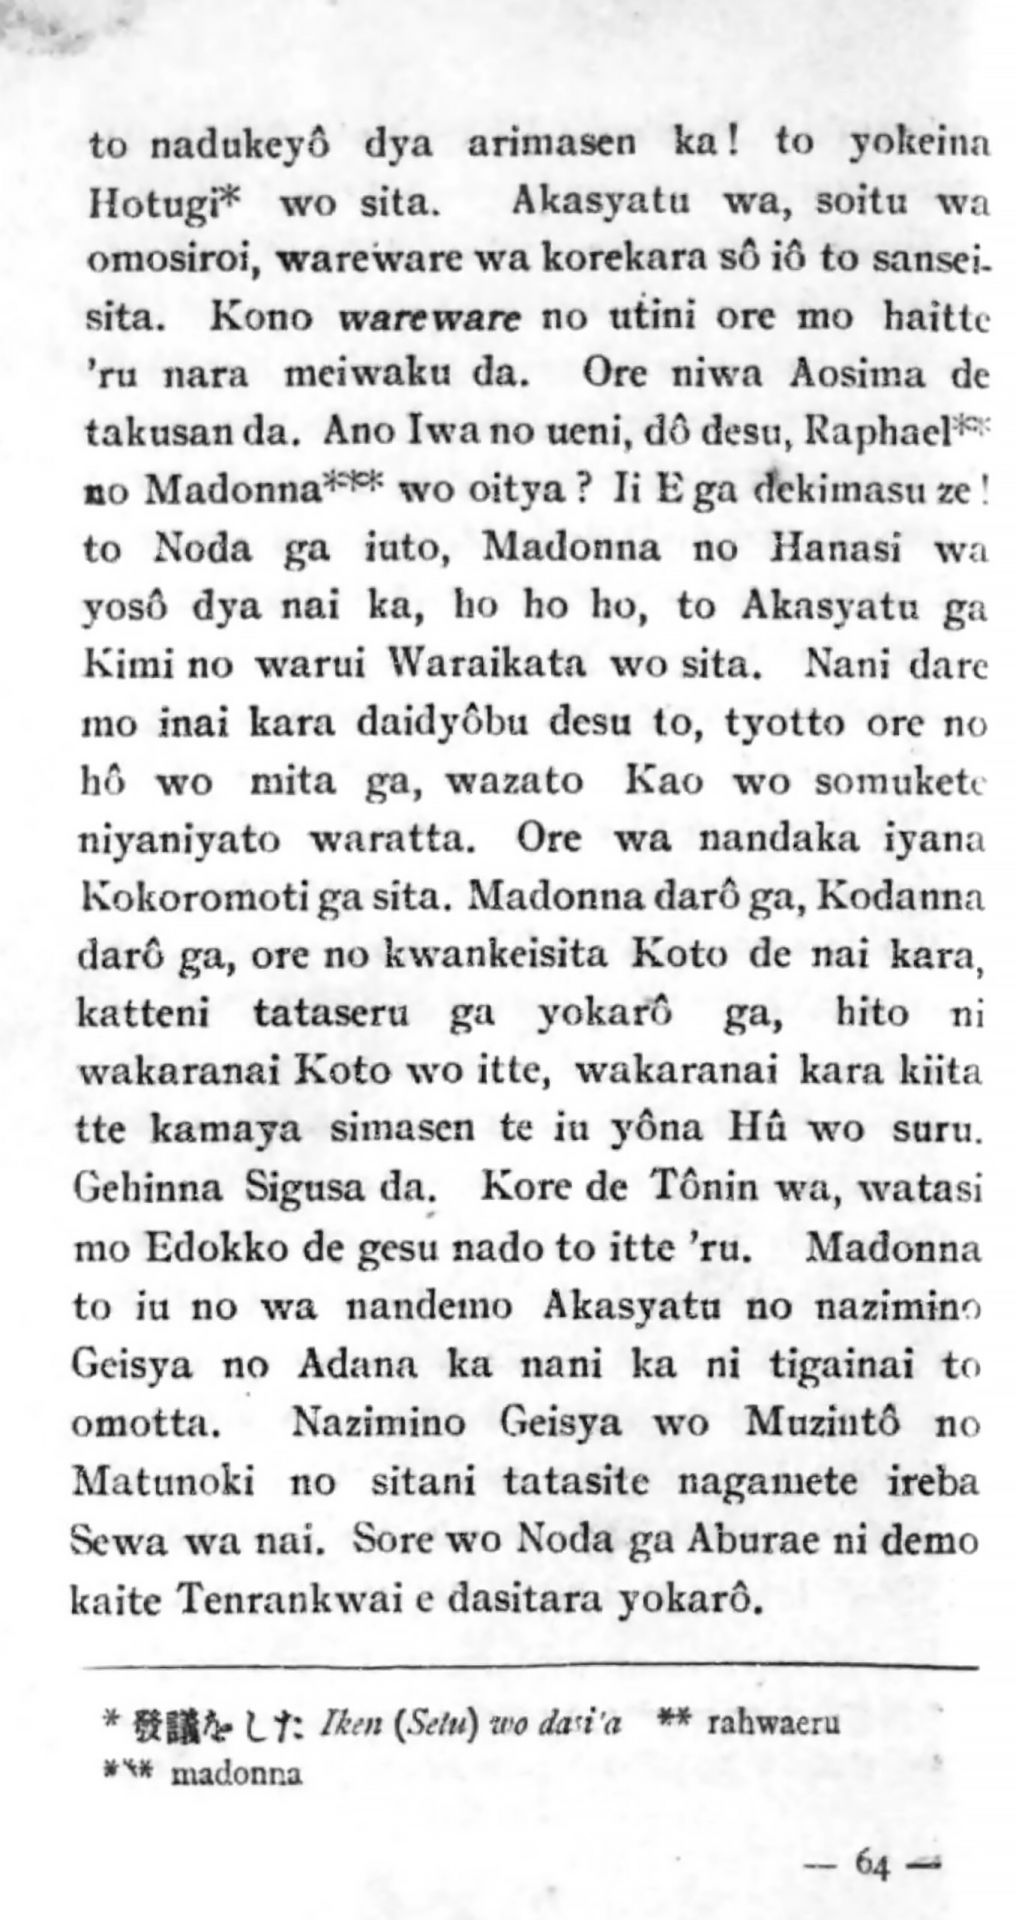 to nadukeyô dya arimasen ka! to yokeina
Hotugi* wo sita. Akasyatu wa, soitu wa
omosiroi, wareware wa korekara sô iô to sansei-
sita. Kono wareware no utini ore mo haitte
’ru nara meiwaku da. Ore niwa Aosima de
takusan da. Ano Iwa no ueni, dô desu, Raphael**
no Madonna*** wo oitya? Ii E ga dekimasu ze!
to Noda ga iuto, Madonna no Hanasi wa
yosô dya nai ka, ho ho ho, to Akasyatu ga
Kimi no warui Waraikata wo sita. Nani dare
mo inai kara daidyôbu desu to, tyotto ore no
hô wo mita ga, wazato Kao wo somukete
niyaniyato waratta. Ore wa nandaka iyana
Kokoromoti ga sita. Madonna darô ga, Kodanna
darô ga, ore no kwankeisita Koto de nai kara,
katteni tataseru ga yokarô ga, hito ni
wakaranai Koto wo itte, wakaranai kara kiita
tte kamaya simasen te iu yôna Hû wo suru.
Gehinna Sigusa da. Kore de Tônin wa, watasi
mo Edokko de gesu nado to itte ’ru. Madonna
to iu no wa nandemo Akasyatu no nazimino
Geisya no Adana ka nani ka ni tigainai to
omotta. Nazimino Geisya wo Muzintô no
Matunoki no sitani tatasite nagamete ireba
Sewa wa nai. Sore wo Noda ga Aburae ni demo
kaite Tenrankwai e dasitara yokarô.
* 發議をした Iken (Setu) wo dasi'a ** rahwaeru
*** madonna
— 64 —